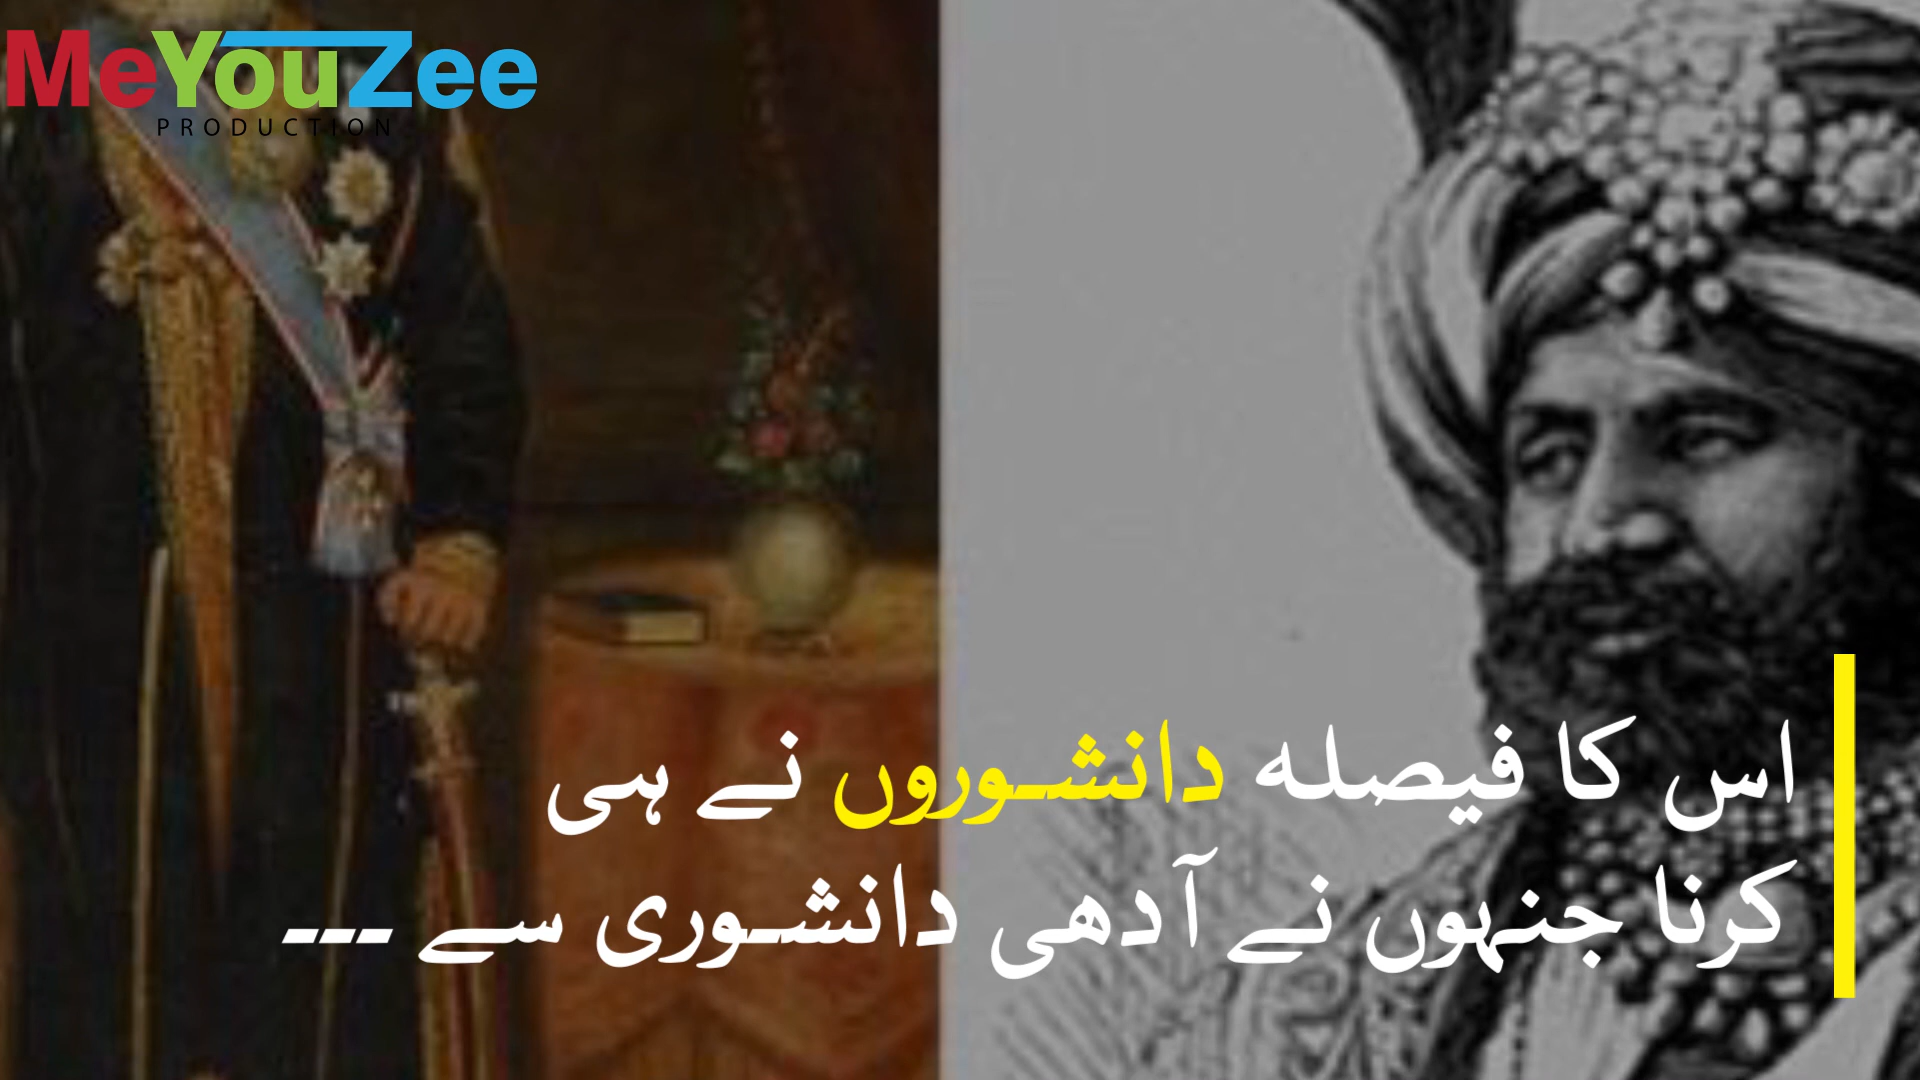 MeYouZee
PRODUCTION
اس کا فیصلہ دانشوروں نے ہی
کرنا جنہوں نے آدھی دانشوری سے ---